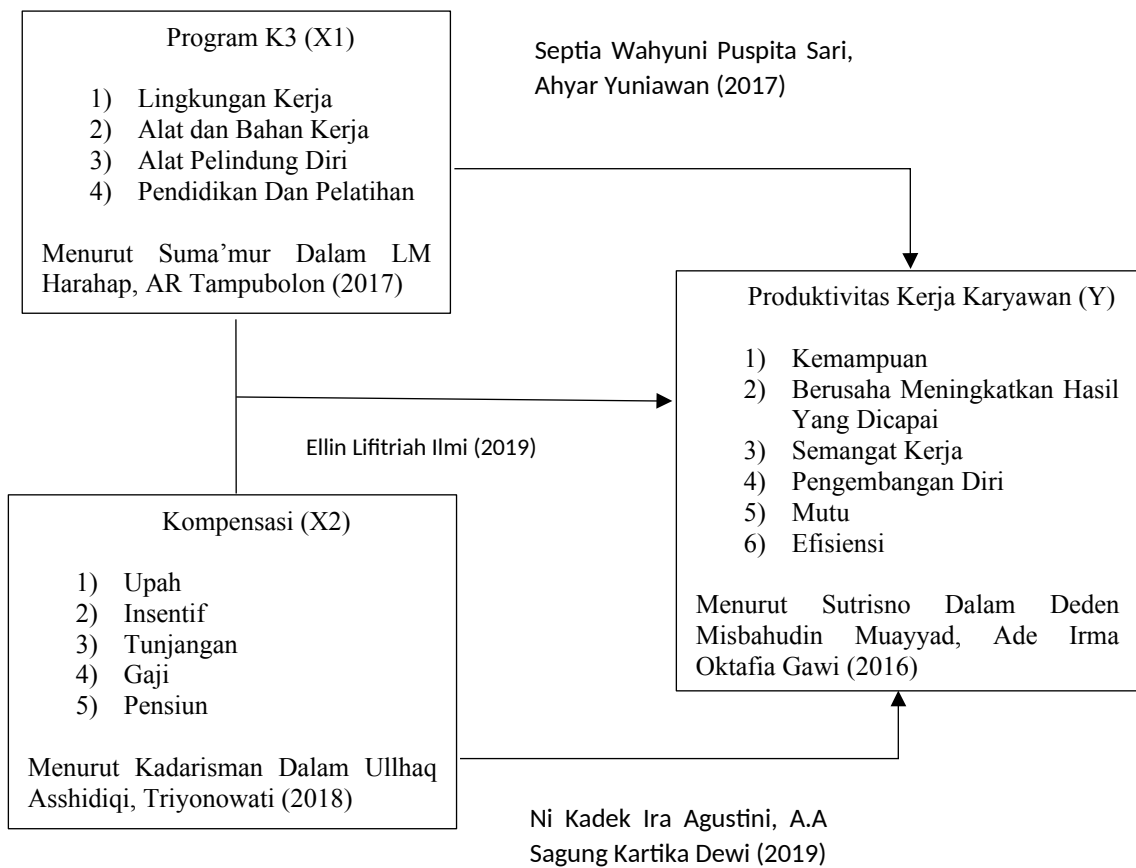 Program K3 (X1)
1) Lingkungan Kerja
2) Alat dan Bahan Kerja
3) Alat Pelindung Diri
4) Pendidikan Dan Pelatihan
Menurut Suma’mur Dalam LM
Harahap, AR Tampubolon (2017)
Septia Wahyuni Puspita Sari,
Ahyar Yuniawan (2017)
Produktivitas Kerja Karyawan (Y)
1) Kemampuan
2) Berusaha Meningkatkan Hasil
Yang Dicapai
3) Semangat Kerja
4) Pengembangan Diri
5) Mutu
6) Efisiensi
Menurut Sutrisno Dalam Deden
Misbahudin Muayyad, Ade Irma
Oktafia Gawi (2016)
Ellin Lifitriah Ilmi (2019)
Kompensasi (X2)
1) Upah
2) Insentif
3) Tunjangan
4) Gaji
5) Pensiun
Menurut Kadarisman Dalam Ullhaq
Asshidiqi, Triyonowati (2018)
Ni Kadek Ira Agustini, A.A
Sagung Kartika Dewi (2019)